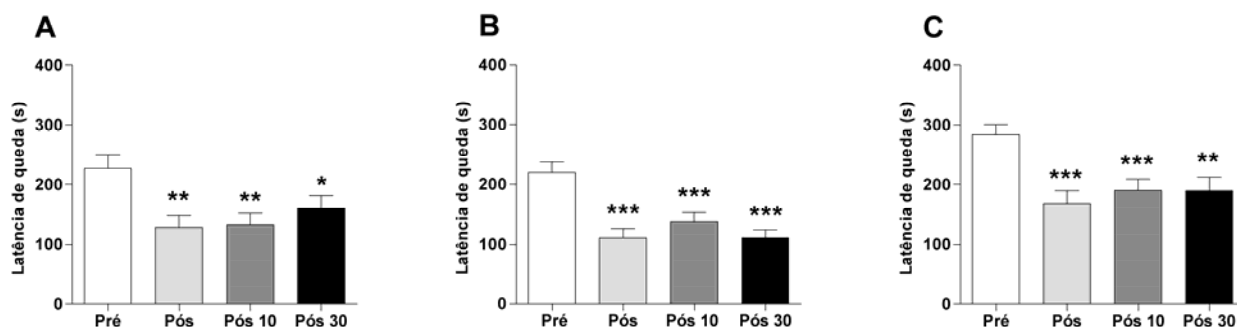 A
Latência de queda (s)
400
300
200
100
0
** ** *
Pré Pós Pós 10 Pós 30
B
Latência de queda (s)
400
300
200
100
0
*** *** ***
Pré Pós Pós 10 Pós 30
C
Latência de queda (s)
400
300
200
100
0
*** *** **
Pré Pós Pós 10 Pós 30